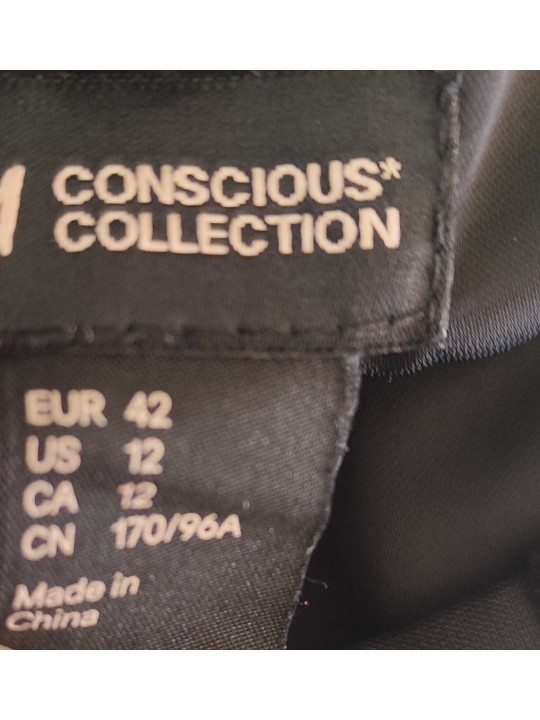 CONSCIOUS*
COLLECTION
EUR 42
US 12
CA 12
CN 170/96A
Made in
China